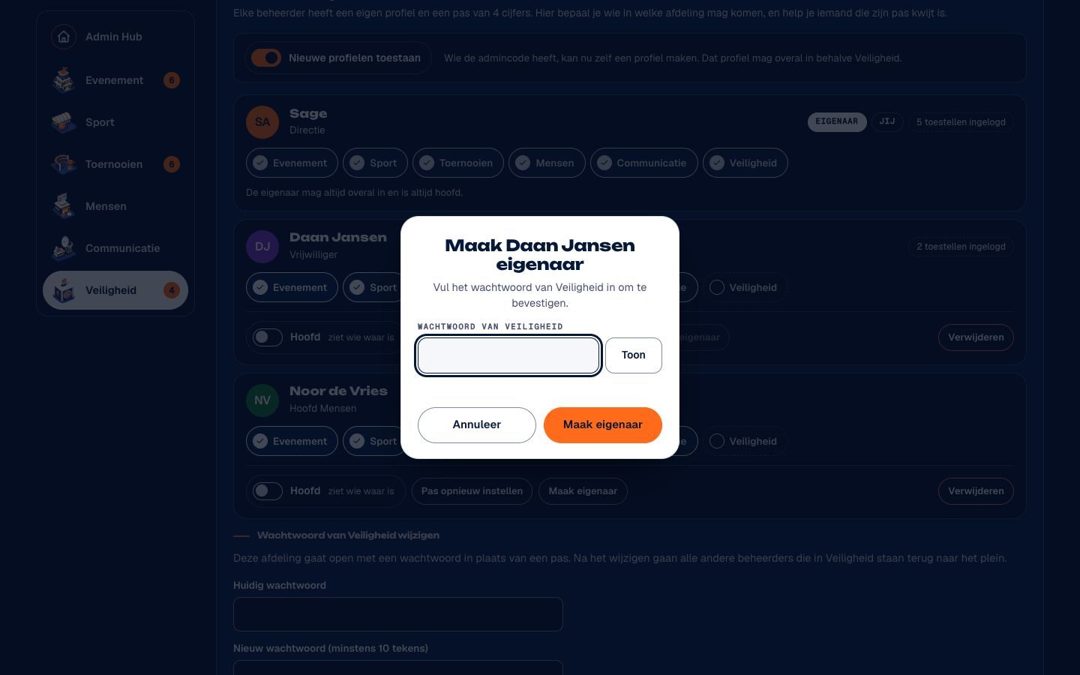 Elke beheerder heeft een eigen profiel en een pas van 4 cijfers. Hier bepaal je wie in welke afdeling mag komen, en help je iemand die zijn pas kwijt is.
Admin Hub
Evenement 6
Sport
Toernooien 6
Mensen
Communicatie
Veiligheid 4
Nieuwe profielen toestaan
Wie de admincode heeft, kan nu zelf een profiel maken. Dat profiel mag overal in behalve Veiligheid.
SA
Sage
Directie
EIGENAAR
JIJ
5 toestellen ingelogd
Evenement Sport Toernooien Mensen Communicatie Veiligheid
De eigenaar mag altijd overal in en is altijd hoofd.
DJ
Daan Jansen
Vrijwilliger
2 toestellen ingelogd
Evenement Sport Veiligheid
Hoofd ziet wie waar is eigenaar Verwijderen
Maak Daan Jansen
eigenaar
Vul het wachtwoord van Veiligheid in om te
bevestigen.
WACHTWOORD VAN VEILIGHEID
Toon
Annuleer
Maak eigenaar
NV
Noor de Vries
Hoofd Mensen
Evenement Sport Veiligheid
Hoofd ziet wie waar is Pas opnieuw instellen Maak eigenaar Verwijderen
Wachtwoord van Veiligheid wijzigen
Deze afdeling gaat open met een wachtwoord in plaats van een pas. Na het wijzigen gaan alle andere beheerders die in Veiligheid staan terug naar het plein.
Huidig wachtwoord
Nieuw wachtwoord (minstens 10 tekens)